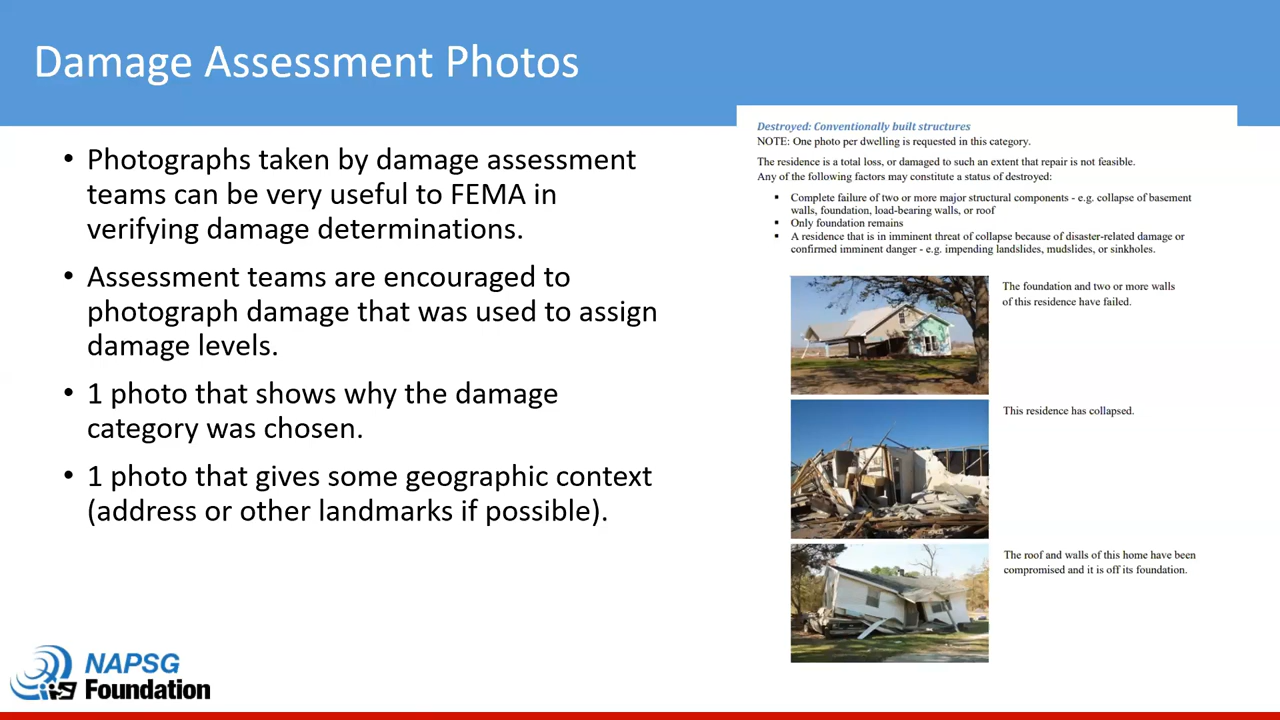 Damage Assessment Photos
• Photographs taken by damage assessment
teams can be very useful to FEMA in
verifying damage determinations.
• Assessment teams are encouraged to
photograph damage that was used to assign
damage levels.
• 1 photo that shows why the damage
category was chosen.
• 1 photo that gives some geographic context
(address or other landmarks if possible).
Destroyed: Conventionally built structures
NOTE: One photo per dwelling is requested in this category.
The residence is a total loss, or damaged to such an extent that repair is not feasible.
Any of the following factors may constitute a status of destroyed:
▪ Complete failure of two or more major structural components - e.g. collapse of basement
walls, foundation, load-bearing walls, or roof
▪ Only foundation remains
▪ A residence that is in imminent threat of collapse because of disaster-related damage or
confirmed imminent danger - e.g. impending landslides, mudslides, or sinkholes.
The foundation and two or more walls
of this residence have failed.
This residence has collapsed.
The roof and walls of this home have been
compromised and it is off its foundation.
NAPSG
Foundation